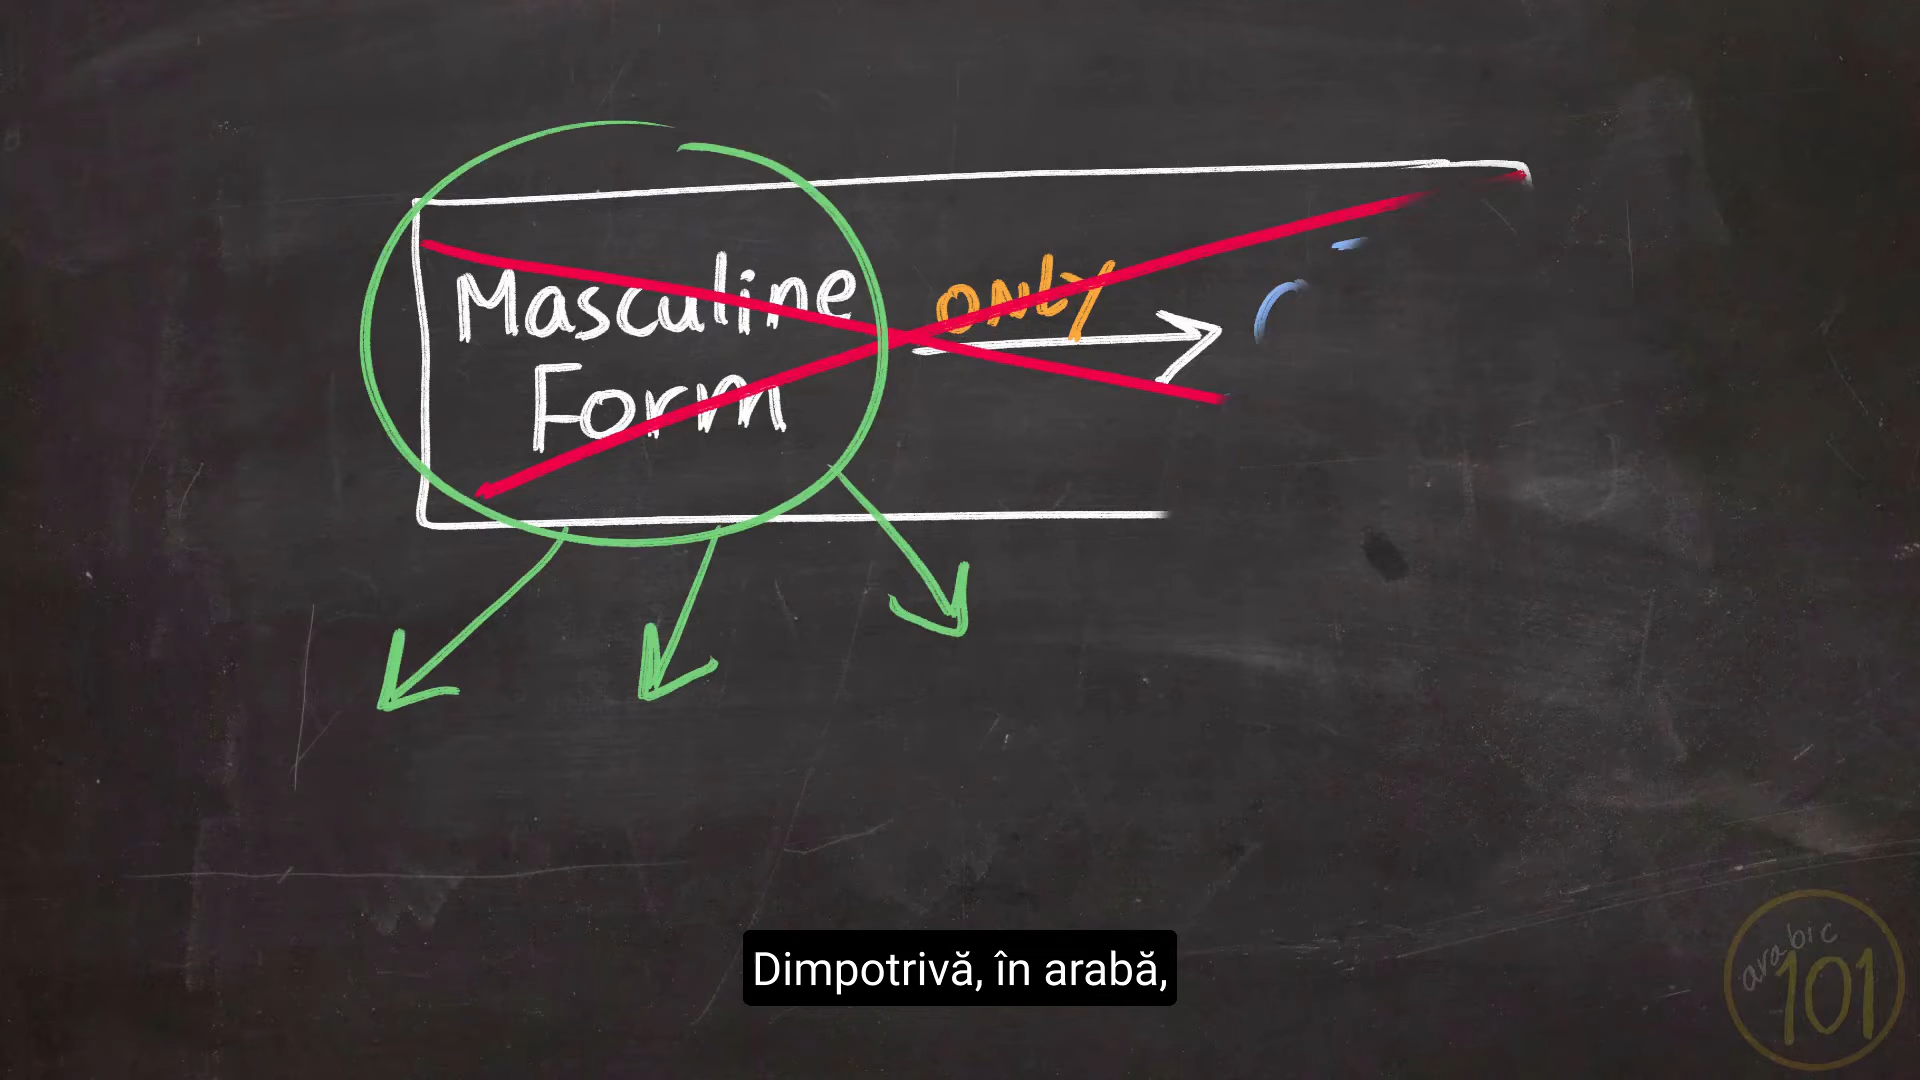 Masculine
Form
ONLY
Dimpotrivă, în arabă,
arabic
101